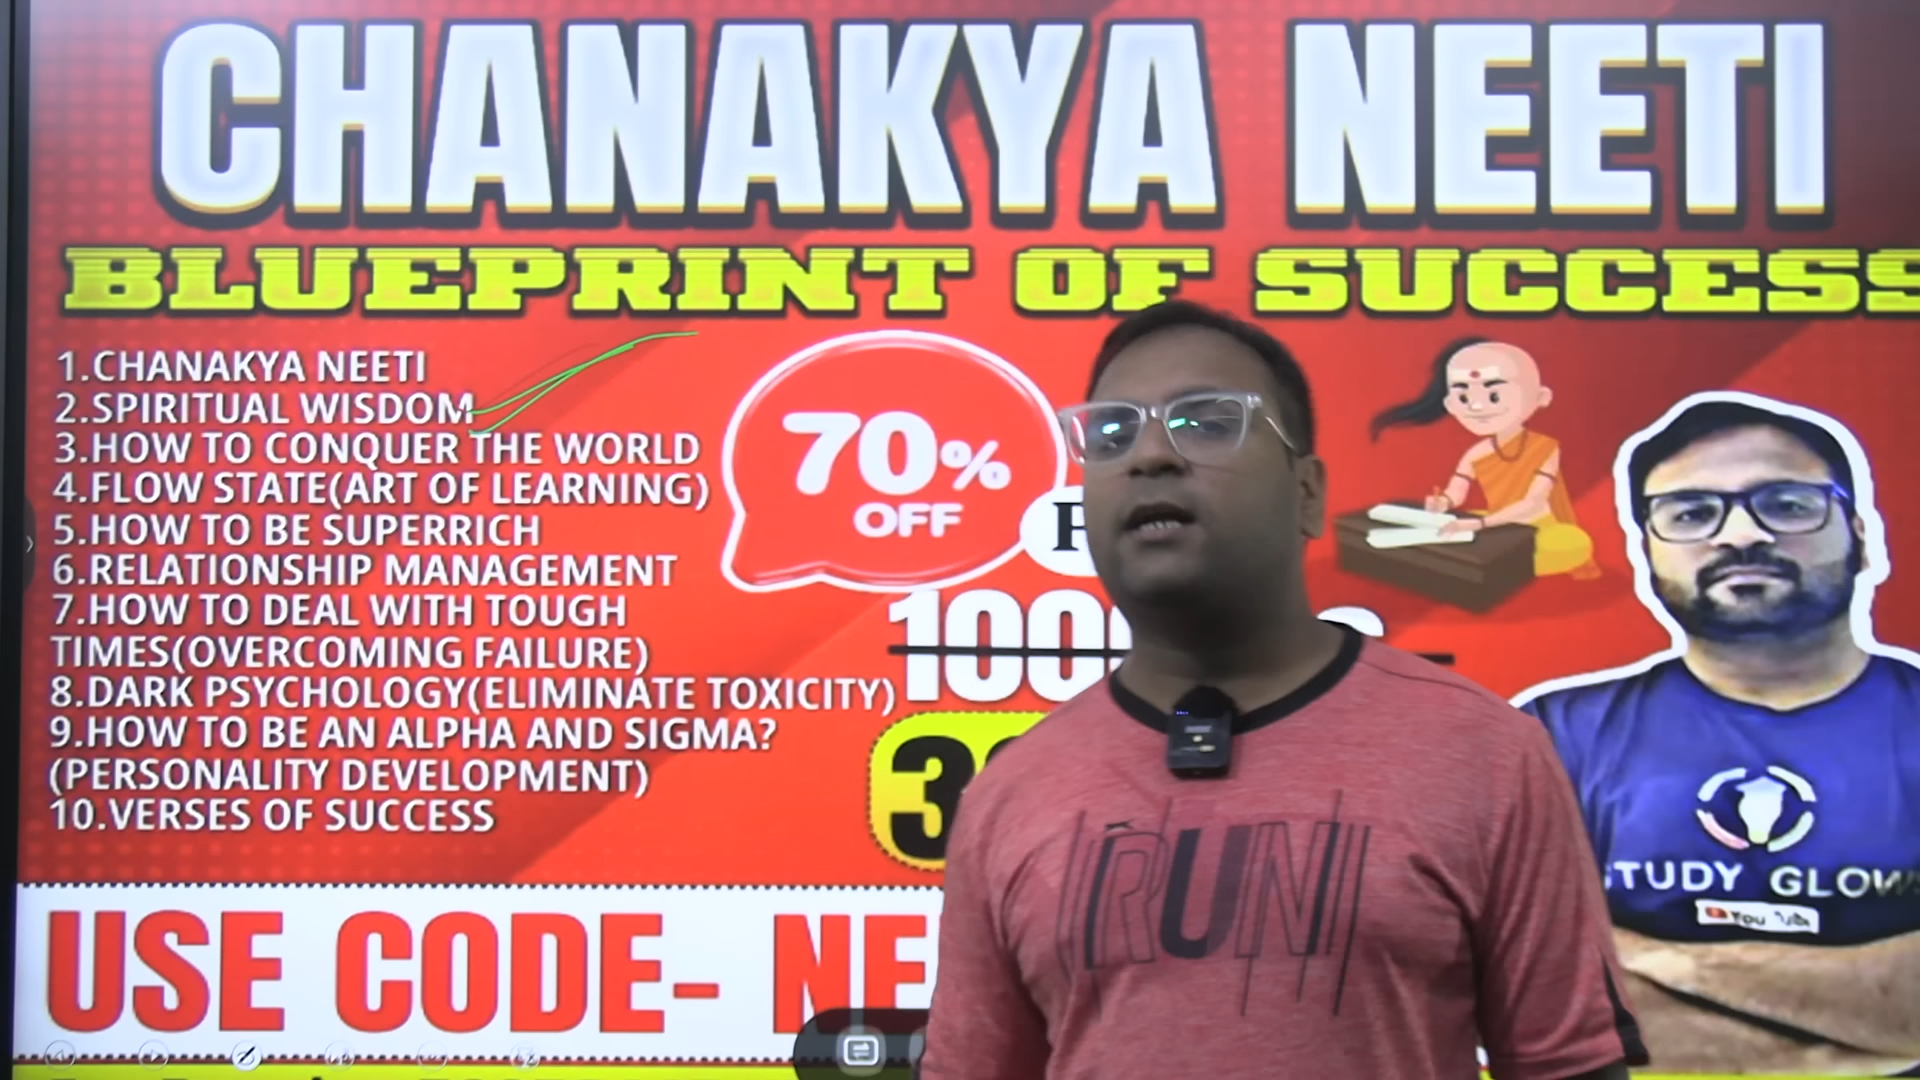 CHANAKYA NEETI
BLUEPRINT OF SUCCESS
1.CHANAKYA NEETI
2.SPIRITUAL WISDOM
3.HOW TO CONQUER THE WORLD
4.FLOW STATE(ART OF LEARNING)
5.HOW TO BE SUPERRICH
6.RELATIONSHIP MANAGEMENT
7.HOW TO DEAL WITH TOUGH
TIMES(OVERCOMING FAILURE)
8.DARK PSYCHOLOGY(ELIMINATE TOXICITY)
9.HOW TO BE AN ALPHA AND SIGMA?
(PERSONALITY DEVELOPMENT)
10.VERSES OF SUCCESS
70%
OFF
USE CODE-
RUN
STUDY GLOWS
YouTube